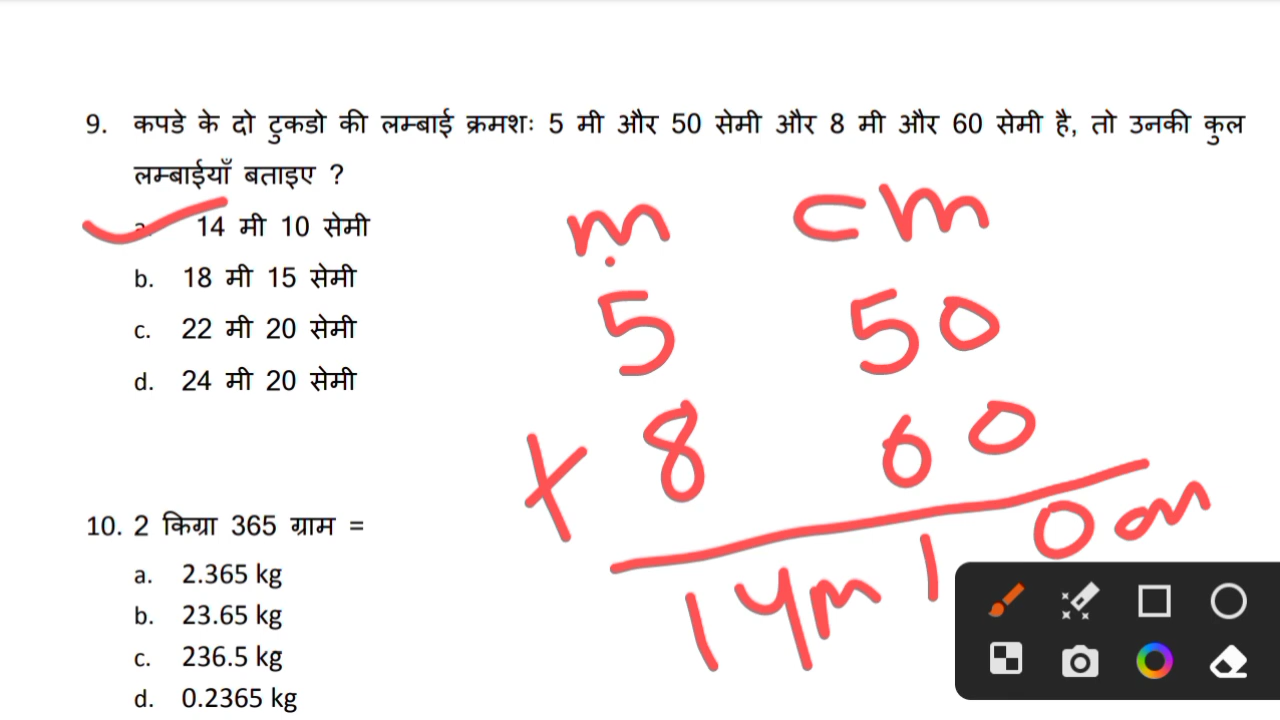 9. कपडे के दो टुकडो की लम्बाई क्रमशः 5 मी और 50 सेमी और 8 मी और 60 सेमी है, तो उनकी कुल
लम्बाईयाँ बताइए ?
a. 14 मी 10 सेमी
b. 18 मी 15 सेमी
c. 22 मी 20 सेमी
d. 24 मी 20 सेमी
m cm
5 50
+ 8 60
14m 10 cm
10. 2 किग्रा 365 ग्राम =
a. 2.365 kg
b. 23.65 kg
c. 236.5 kg
d. 0.2365 kg